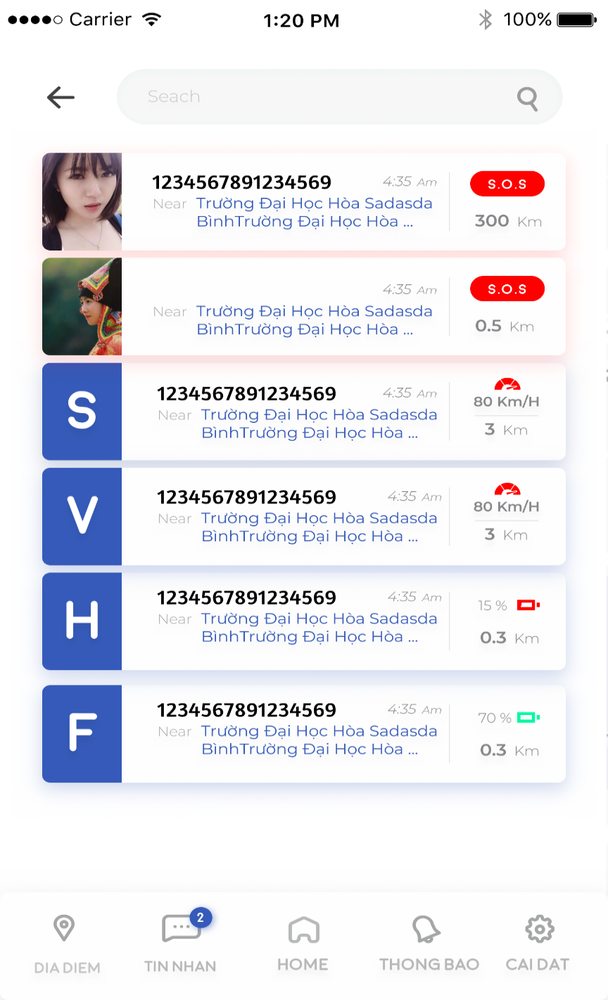 Carrier 1:20 PM 100%
Seach
1234567891234569 4:35 Am S.O.S
Near Trường Đại Học Hòa Sadasda
BìnhTrường Đại Học Hòa ... 300 Km
4:35 Am S.O.S
Near Trường Đại Học Hòa Sadasda
BìnhTrường Đại Học Hòa ... 0.5 Km
S 1234567891234569 4:35 Am 80 Km/H
Near Trường Đại Học Hòa Sadasda
BìnhTrường Đại Học Hòa ... 3 Km
V 1234567891234569 4:35 Am 80 Km/H
Near Trường Đại Học Hòa Sadasda
BìnhTrường Đại Học Hòa ... 3 Km
H 1234567891234569 4:35 Am 15 %
Near Trường Đại Học Hòa Sadasda
BìnhTrường Đại Học Hòa ... 0.3 Km
F 1234567891234569 4:35 Am 70 %
Near Trường Đại Học Hòa Sadasda
BìnhTrường Đại Học Hòa ... 0.3 Km
2
DIA DIEM TIN NHAN HOME THONG BAO CAI DAT